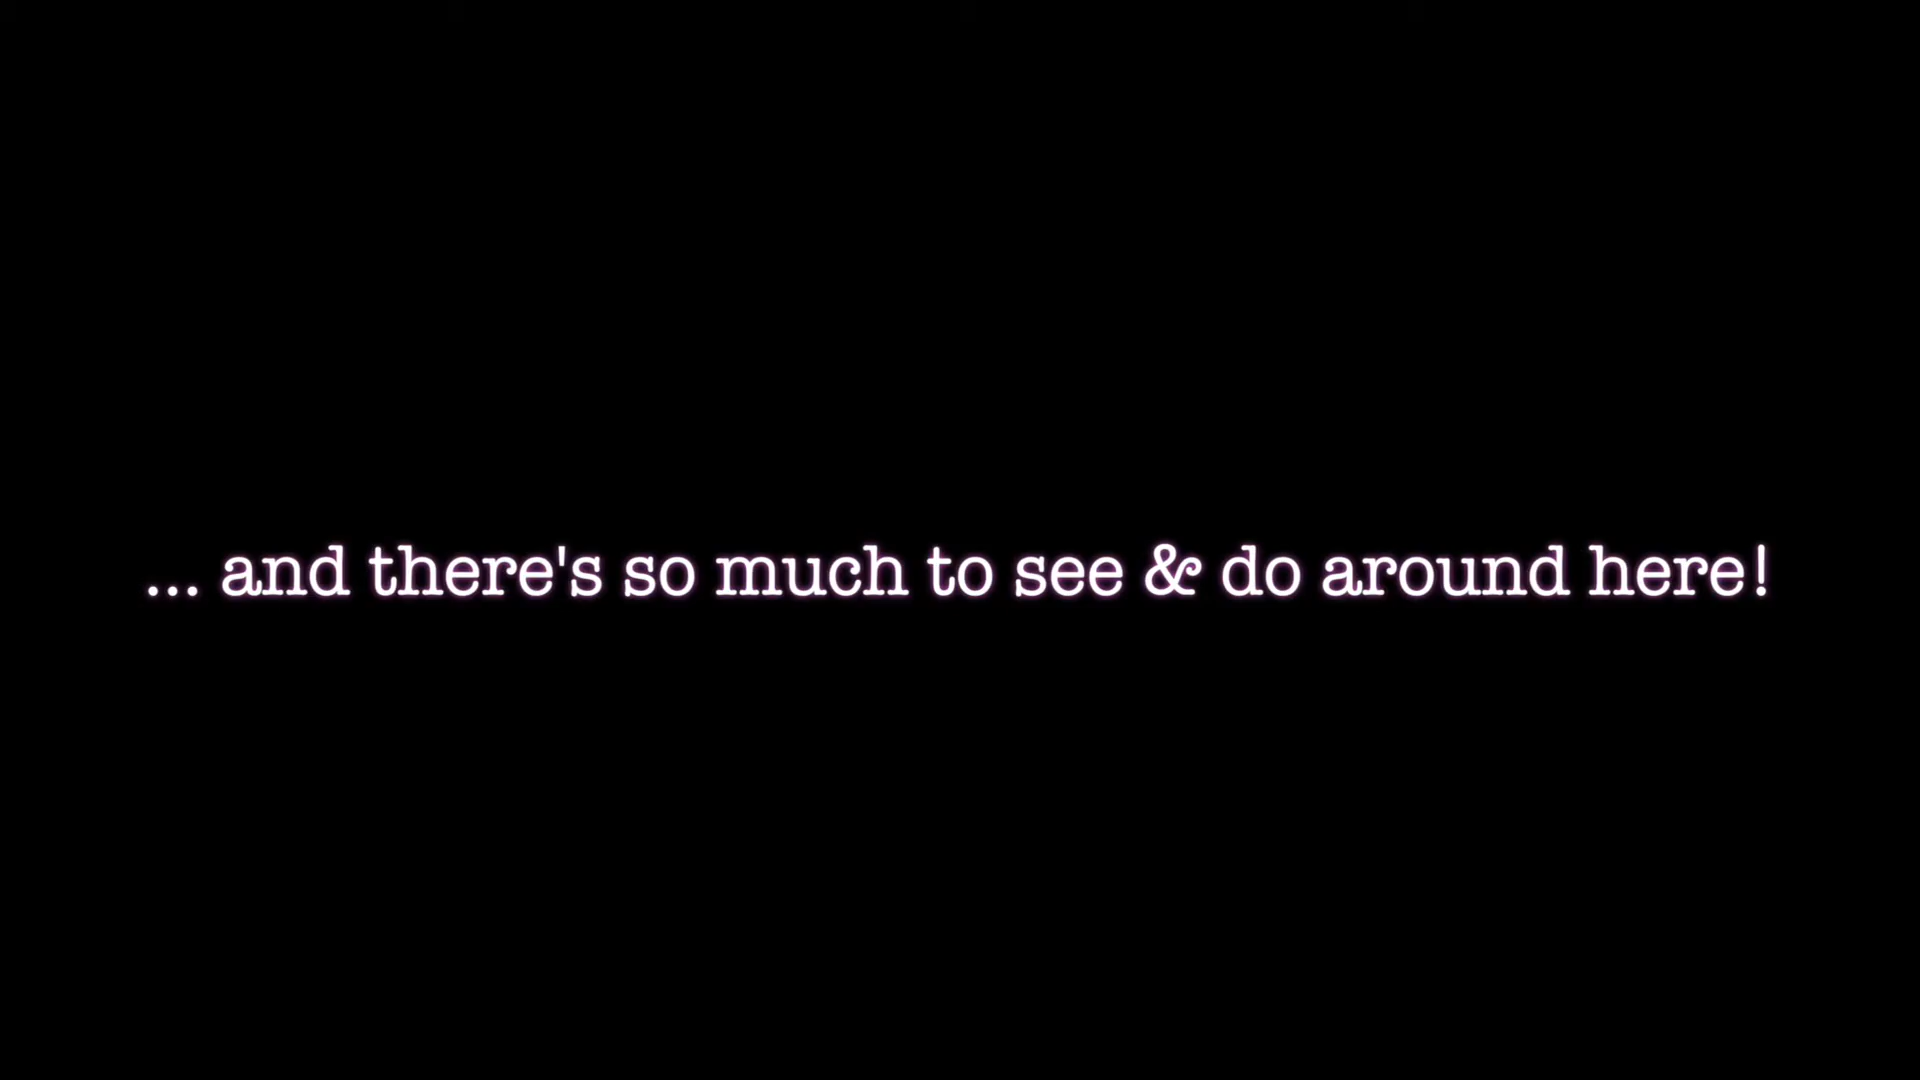 ... and there's so much to see & do around here!